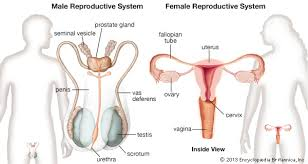 Male Reproductive System
prostate gland
seminal vesicle
penis
vas
deferens
testis
scrotum
urethra
Female Reproductive System
fallopian
tube
uterus
ovary
cervix
vagina
Inside View
© 2013 Encyclopædia Britannica, Inc.